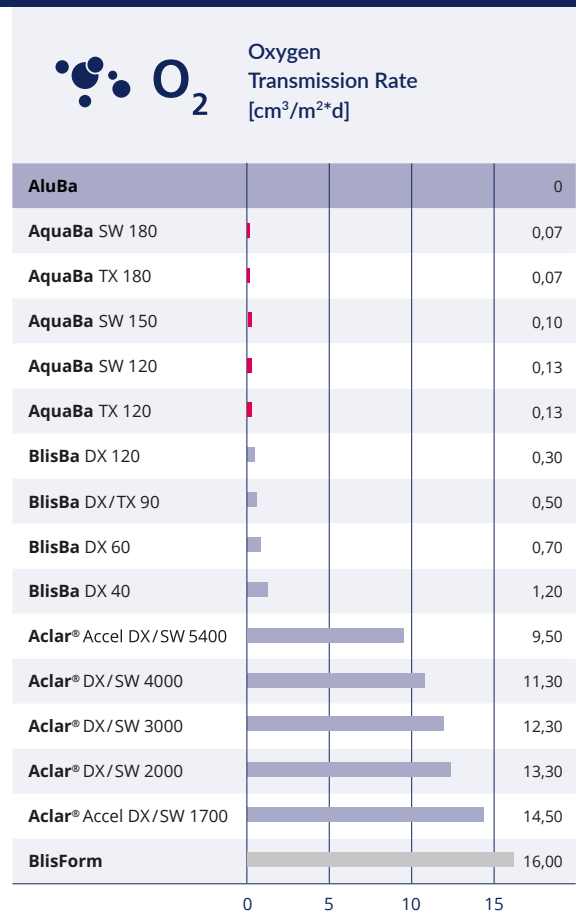 O2
Oxygen
Transmission Rate
[cm³/m²*d]
AluBa 0
AquaBa SW 180 0,07
AquaBa TX 180 0,07
AquaBa SW 150 0,10
AquaBa SW 120 0,13
AquaBa TX 120 0,13
BlisBa DX 120 0,30
BlisBa DX/TX 90 0,50
BlisBa DX 60 0,70
BlisBa DX 40 1,20
Aclar® Accel DX/SW 5400 9,50
Aclar® DX/SW 4000 11,30
Aclar® DX/SW 3000 12,30
Aclar® DX/SW 2000 13,30
Aclar® Accel DX/SW 1700 14,50
BlisForm 16,00
0 5 10 15